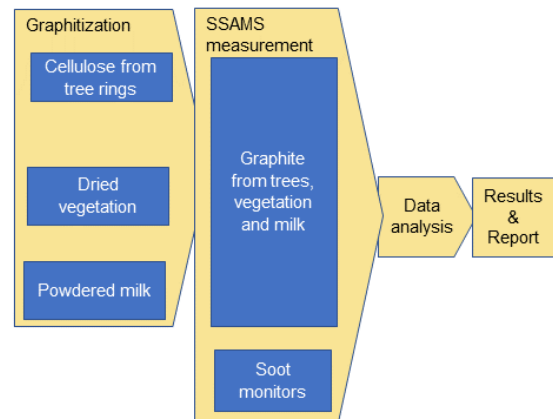 Graphitization
Cellulose from
tree rings
Dried
vegetation
Powdered milk
SSAMS
measurement
Graphite
from trees,
vegetation
and milk
Soot
monitors
Data
analysis
Results
&
Report